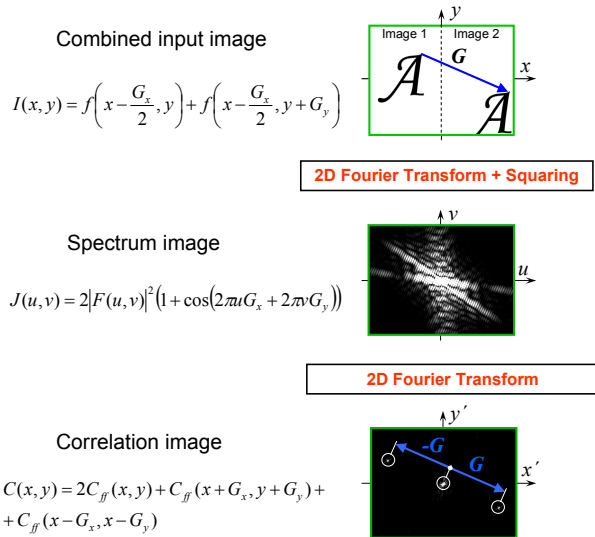 Combined input image
I(x, y) = f(x − G_x/2, y) + f(x − G_x/2, y + G_y)
y
Image 1 Image 2
G
x
A
A
2D Fourier Transform + Squaring
Spectrum image
J(u,v) = 2|F(u,v)|²(1 + cos(2πuG_x + 2πvG_y))
v
u
2D Fourier Transform
Correlation image
C(x, y) = 2C_ff(x, y) + C_ff(x + G_x, y + G_y) +
+ C_ff(x − G_x, x − G_y)
y´
-G
G
x´